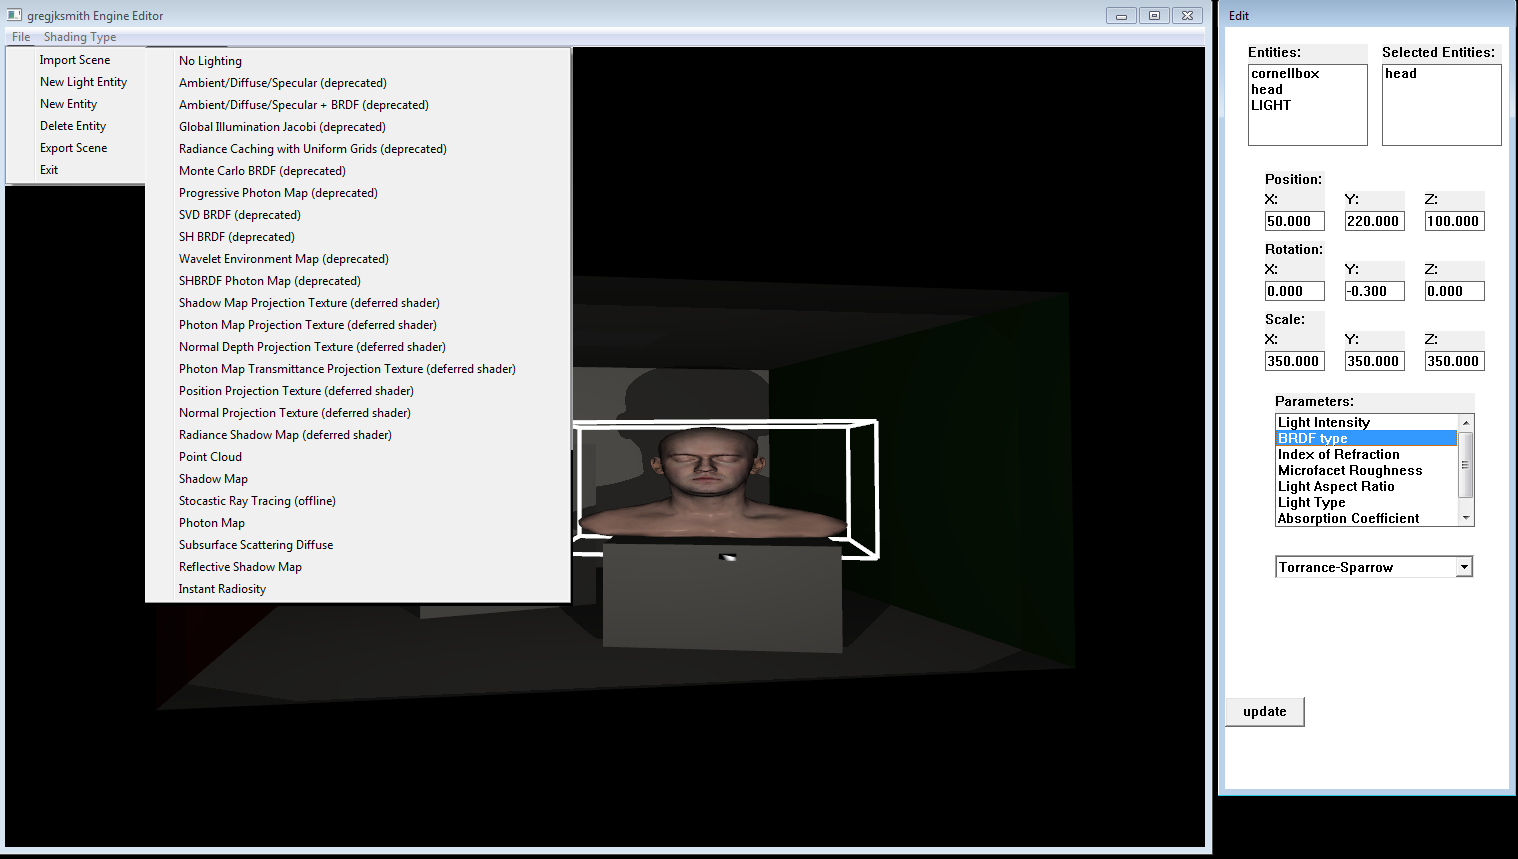 gregjksmith Engine Editor
File Shading Type
Import Scene
New Light Entity
New Entity
Delete Entity
Export Scene
Exit
No Lighting
Ambient/Diffuse/Specular (deprecated)
Ambient/Diffuse/Specular + BRDF (deprecated)
Global Illumination Jacobi (deprecated)
Radiance Caching with Uniform Grids (deprecated)
Monte Carlo BRDF (deprecated)
Progressive Photon Map (deprecated)
SVD BRDF (deprecated)
SH BRDF (deprecated)
Wavelet Environment Map (deprecated)
SHBRDF Photon Map (deprecated)
Shadow Map Projection Texture (deferred shader)
Photon Map Projection Texture (deferred shader)
Normal Depth Projection Texture (deferred shader)
Photon Map Transmittance Projection Texture (deferred shader)
Position Projection Texture (deferred shader)
Normal Projection Texture (deferred shader)
Radiance Shadow Map (deferred shader)
Point Cloud
Shadow Map
Stocastic Ray Tracing (offline)
Photon Map
Subsurface Scattering Diffuse
Reflective Shadow Map
Instant Radiosity
Edit
Entities: Selected Entities:
cornellbox head
head
LIGHT
Position:
X: Y: Z:
50.000 220.000 100.000
Rotation:
X: Y: Z:
0.000 -0.300 0.000
Scale:
X: Y: Z:
350.000 350.000 350.000
Parameters:
Light Intensity
BRDF type
Index of Refraction
Microfacet Roughness
Light Aspect Ratio
Light Type
Absorption Coefficient
Torrance-Sparrow
update